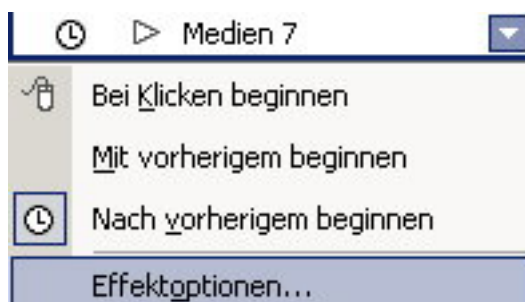 Medien 7
Bei Klicken beginnen
Mit vorherigem beginnen
Nach vorherigem beginnen
Effektoptionen...